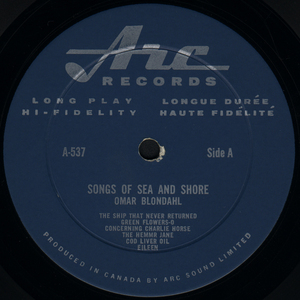 Arc
RECORDS
LONG PLAY LONGUE DURÉE
HI-FIDELITY HAUTE FIDÉLITÉ
A-537 Side A
SONGS OF SEA AND SHORE
OMAR BLONDAHL
THE SHIP THAT NEVER RETURNED
GREEN FLOWERS-O
CONCERNING CHARLIE HORSE
THE HEMMR JANE
COD LIVER OIL
EILEEN
PRODUCED IN CANADA BY ARC SOUND LIMITED